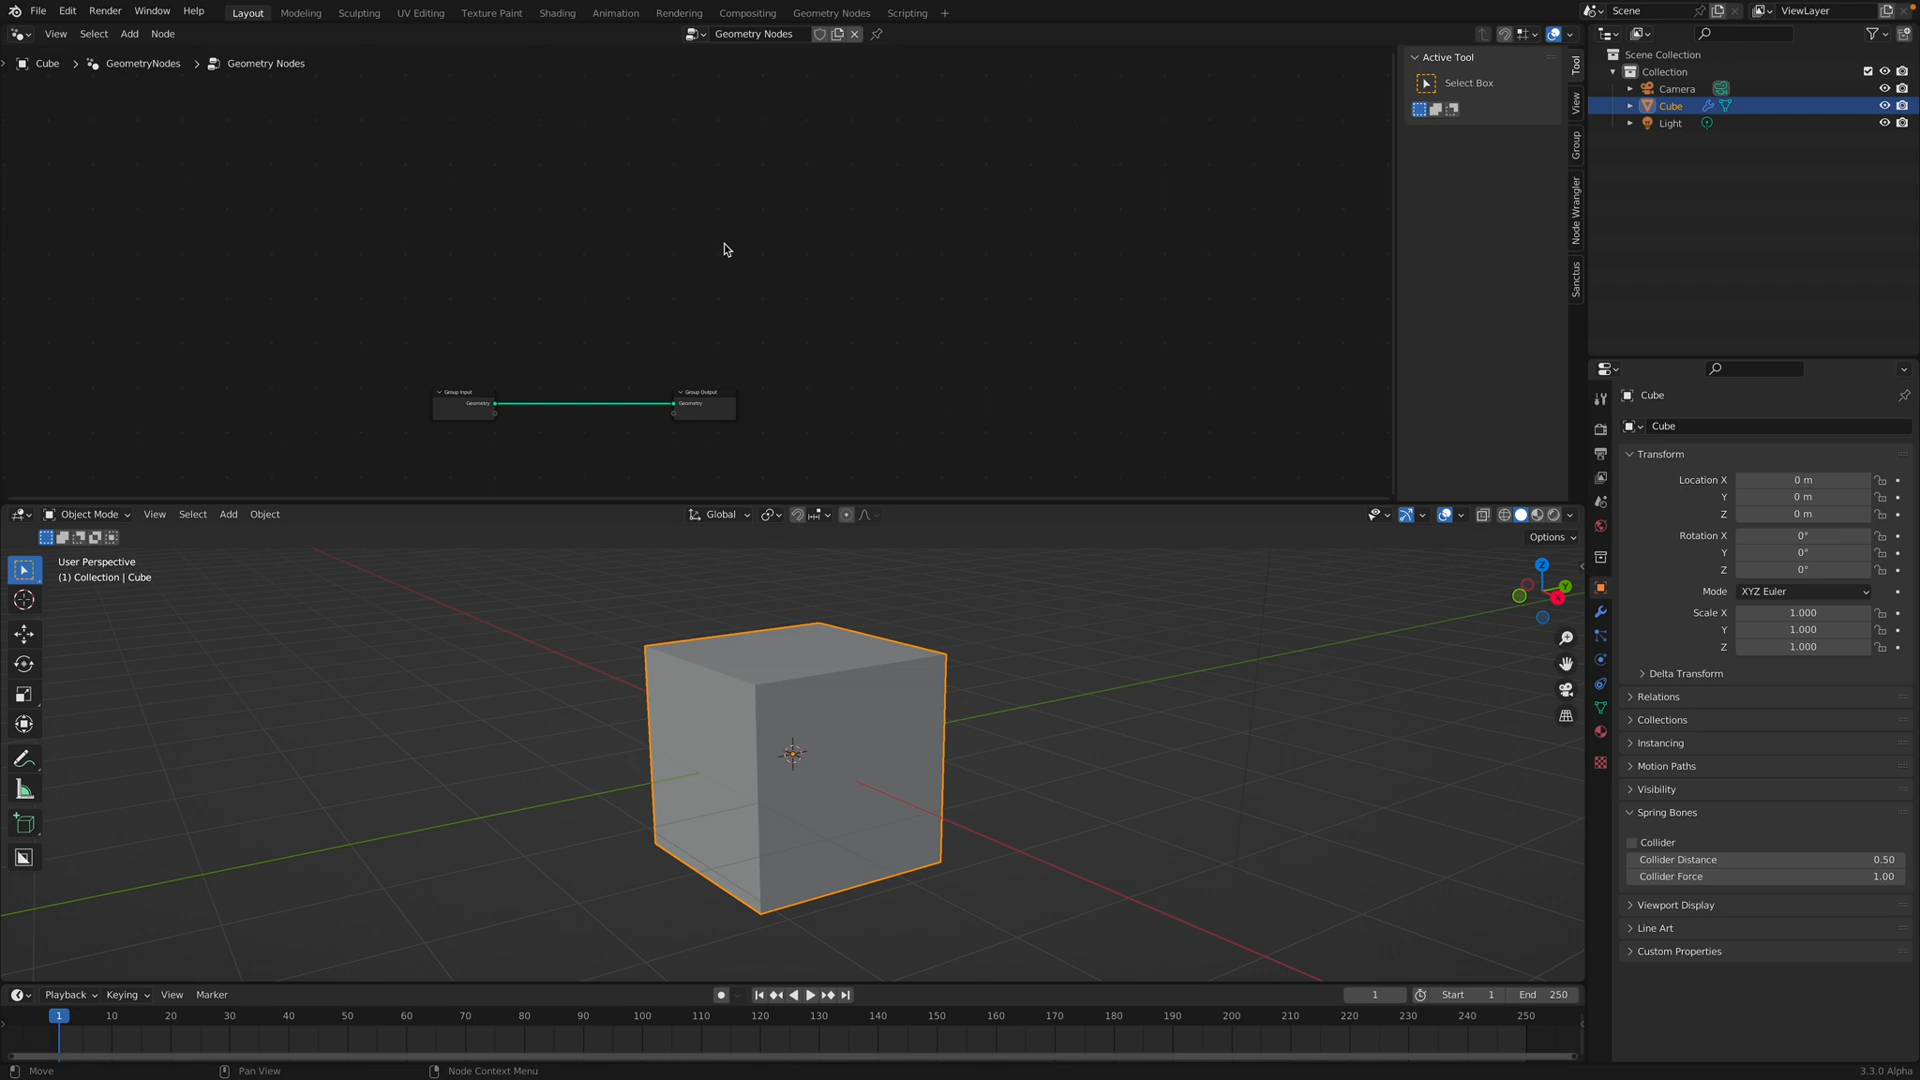 File Edit Render Window Help Layout Modeling Sculpting UV Editing Texture Paint Shading Animation Rendering Compositing Geometry Nodes Scripting + Scene ViewLayer
View Select Add Node Geometry Nodes
Cube > GeometryNodes > Geometry Nodes
Active Tool
Select Box
Tool
View
Group
Node Wrangler
Sanctus
Scene Collection
Collection
Camera
Cube
Light
Group Input
Geometry
Group Output
Geometry
Cube
Cube
Transform
Location X 0 m
Y 0 m
Z 0 m
Rotation X 0°
Y 0°
Z 0°
Mode XYZ Euler
Scale X 1.000
Y 1.000
Z 1.000
Delta Transform
Relations
Collections
Instancing
Motion Paths
Visibility
Spring Bones
Collider
Collider Distance 0.50
Collider Force 1.00
Viewport Display
Line Art
Custom Properties
Object Mode View Select Add Object Global
Options
User Perspective
(1) Collection | Cube
Z
Y
X
Playback Keying View Marker 1 Start 1 End 250
1 10 20 30 40 50 60 70 80 90 100 110 120 130 140 150 160 170 180 190 200 210 220 230 240 250
Move Pan View Node Context Menu 3.3.0 Alpha